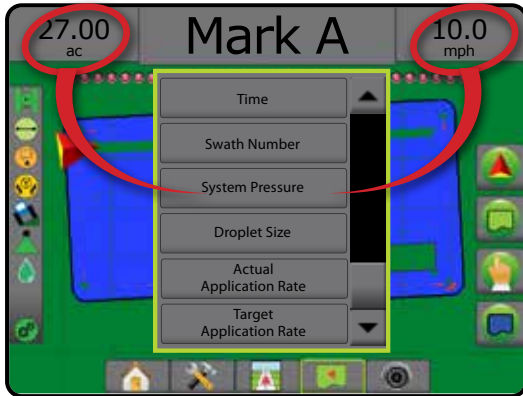 27.00
ac
Mark A
10.0
mph
Time
Swath Number
System Pressure
Droplet Size
Actual
Application Rate
Target
Application Rate